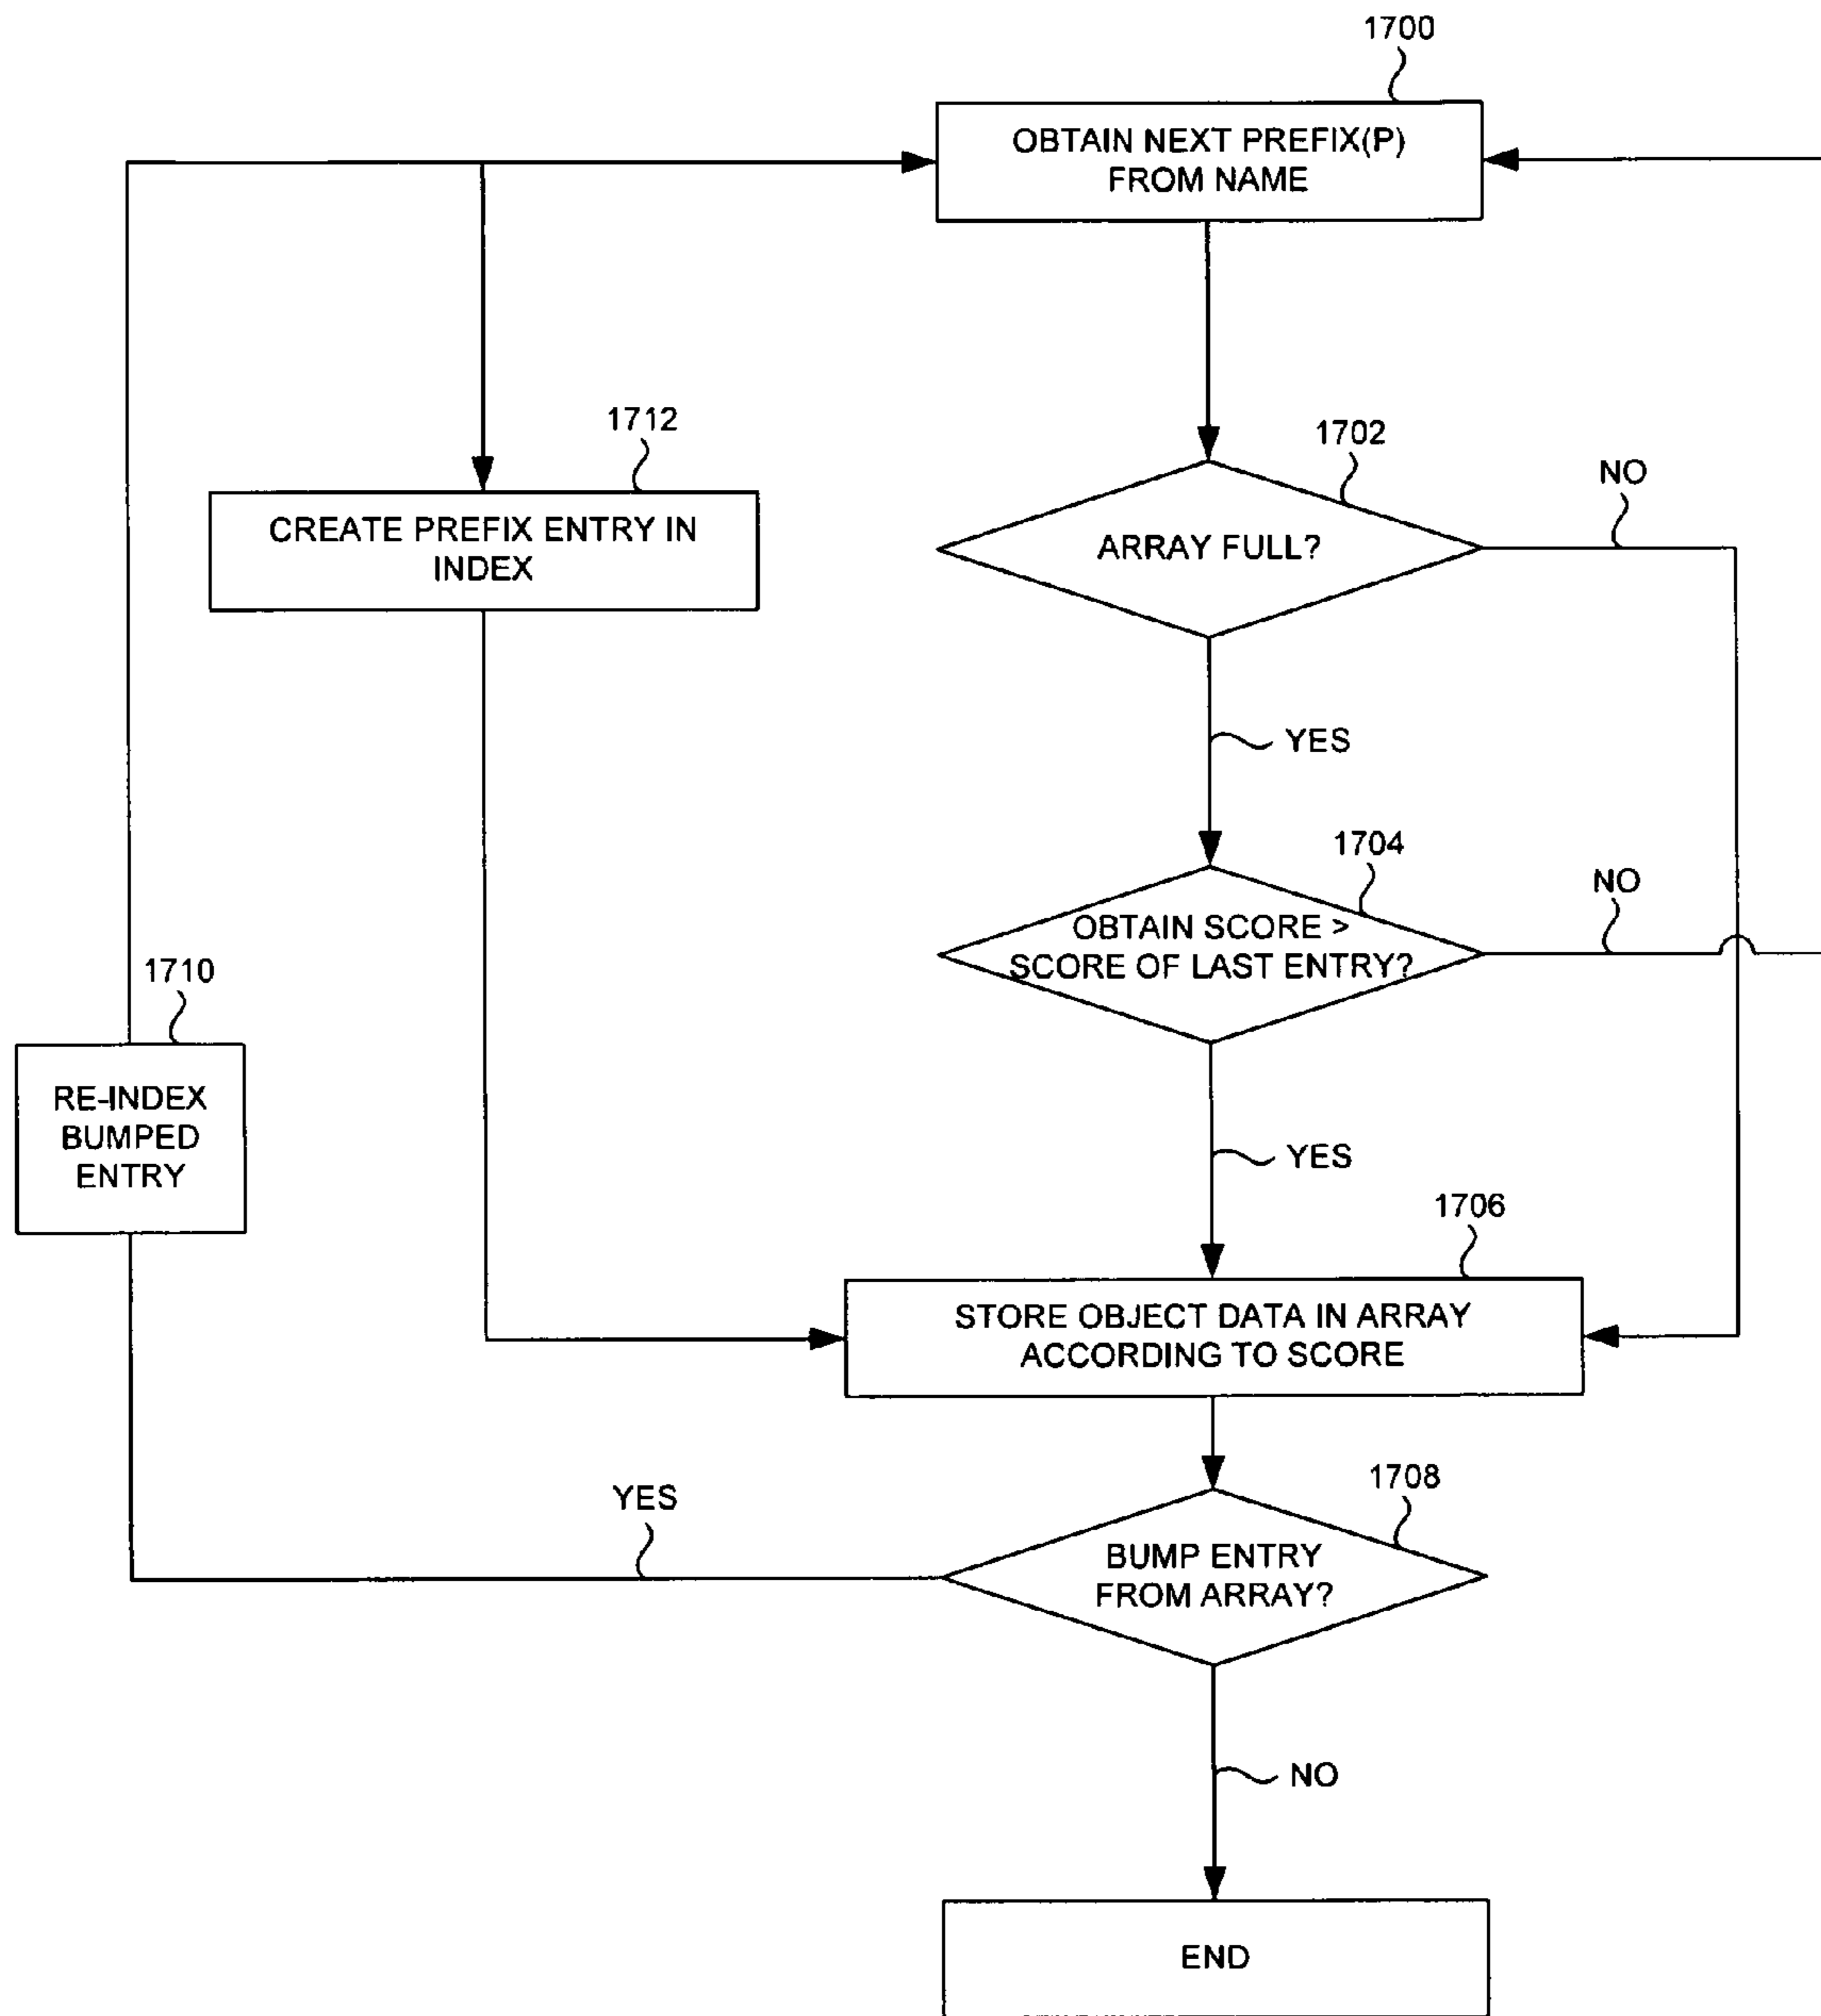 1700
OBTAIN NEXT PREFIX(P)
FROM NAME
1712
CREATE PREFIX ENTRY IN
INDEX
1702
ARRAY FULL?
NO
YES
1704
OBTAIN SCORE >
SCORE OF LAST ENTRY?
NO
YES
1710
RE-INDEX
BUMPED
ENTRY
1706
STORE OBJECT DATA IN ARRAY
ACCORDING TO SCORE
1708
BUMP ENTRY
FROM ARRAY?
YES
NO
END